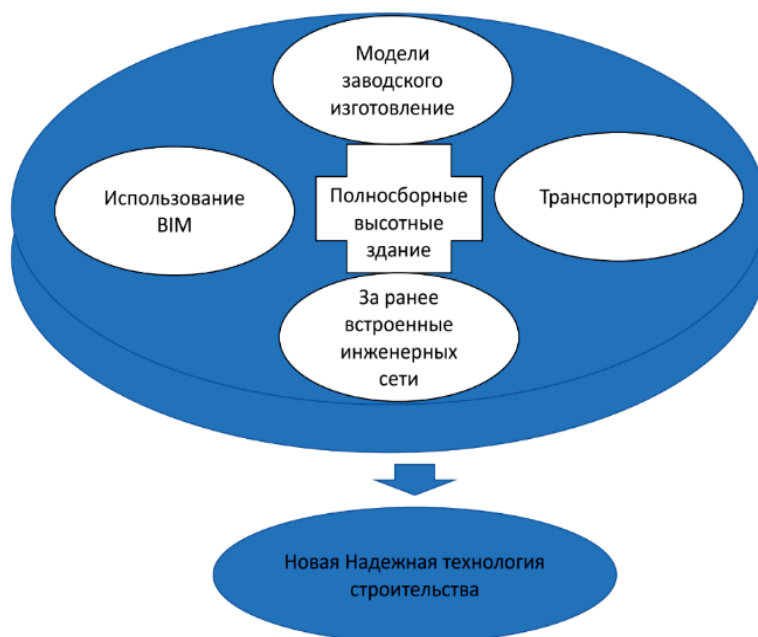 Модели
заводского
изготовление
Использование
BIM
Полносборные
высотные
здание
Транспортировка
За ранее
встроенные
инженерных
сети
Новая Надежная технология
строительства